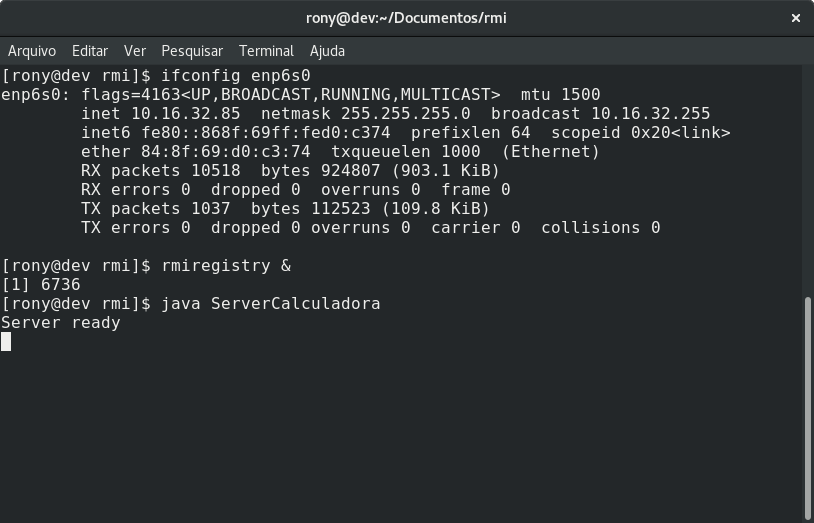 rony@dev:~/Documentos/rmi
Arquivo Editar Ver Pesquisar Terminal Ajuda
[rony@dev rmi]$ ifconfig enp6s0
enp6s0: flags=4163<UP,BROADCAST,RUNNING,MULTICAST>  mtu 1500
        inet 10.16.32.85  netmask 255.255.255.0  broadcast 10.16.32.255
        inet6 fe80::868f:69ff:fed0:c374  prefixlen 64  scopeid 0x20<link>
        ether 84:8f:69:d0:c3:74  txqueuelen 1000  (Ethernet)
        RX packets 10518  bytes 924807 (903.1 KiB)
        RX errors 0  dropped 0  overruns 0  frame 0
        TX packets 1037  bytes 112523 (109.8 KiB)
        TX errors 0  dropped 0 overruns 0  carrier 0  collisions 0
[rony@dev rmi]$ rmiregistry &
[1] 6736
[rony@dev rmi]$ java ServerCalculadora
Server ready